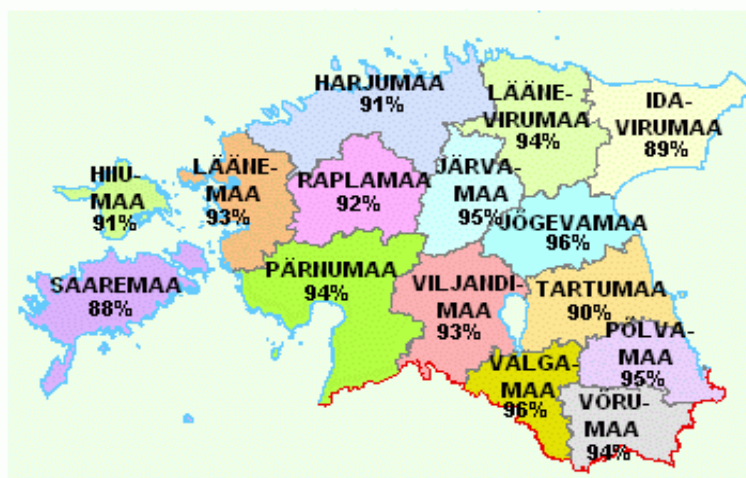 HARJUMAA
91%
LÄÄNE-
VIRUMAA
94%
IDA-
VIRUMAA
89%
HIIU-
MAA
91%
LÄÄNE-
MAA
93%
RAPLAMAA
92%
JÄRVA-
MAA
95%
JÕGEVAMAA
96%
SAAREMAA
88%
PÄRNUMAA
94%
VILJANDI-
MAA
93%
TARTUMAA
90%
PÕLVA-
MAA
95%
VALGA-
MAA
96%
VÕRU-
MAA
94%